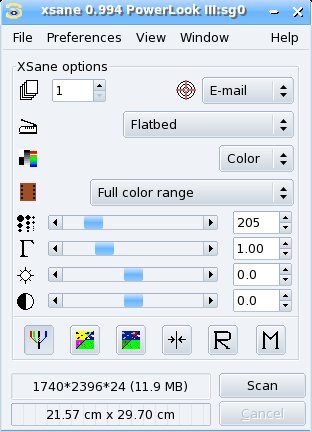 xsane 0.994 PowerLook III:sg0
File Preferences View Window Help
XSane options
1 E-mail
Flatbed
Color
Full color range
205
1.00
0.0
0.0
R M
1740*2396*24 (11.9 MB) Scan
21.57 cm x 29.70 cm Cancel